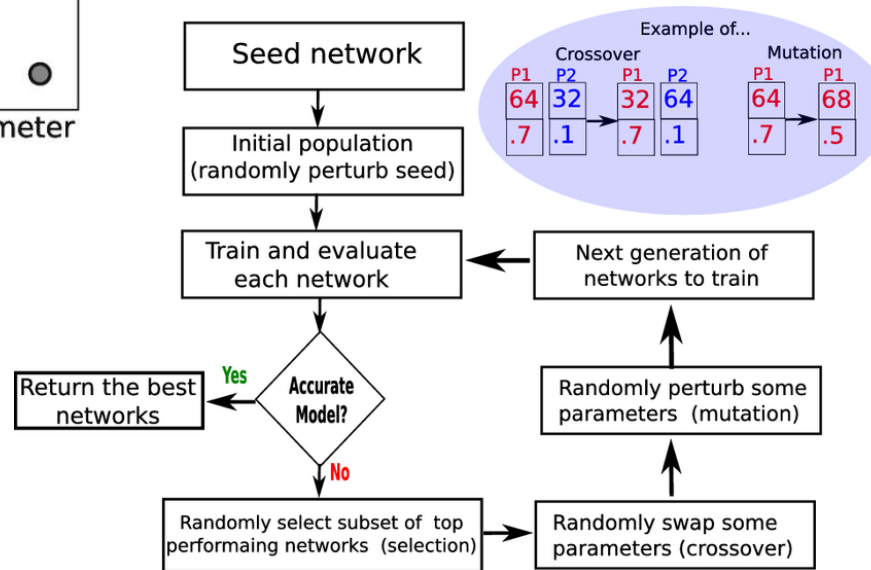 meter
Seed network
Initial population
(randomly perturb seed)
Train and evaluate
each network
Accurate
Model?
Yes
Return the best
networks
No
Randomly select subset of top
performaing networks (selection)
Randomly swap some
parameters (crossover)
Randomly perturb some
parameters (mutation)
Next generation of
networks to train
Example of...
Crossover
Mutation
P1 P2 P1 P2 P1 P1
64 32 32 64 64 68
.7 .1 .7 .1 .7 .5